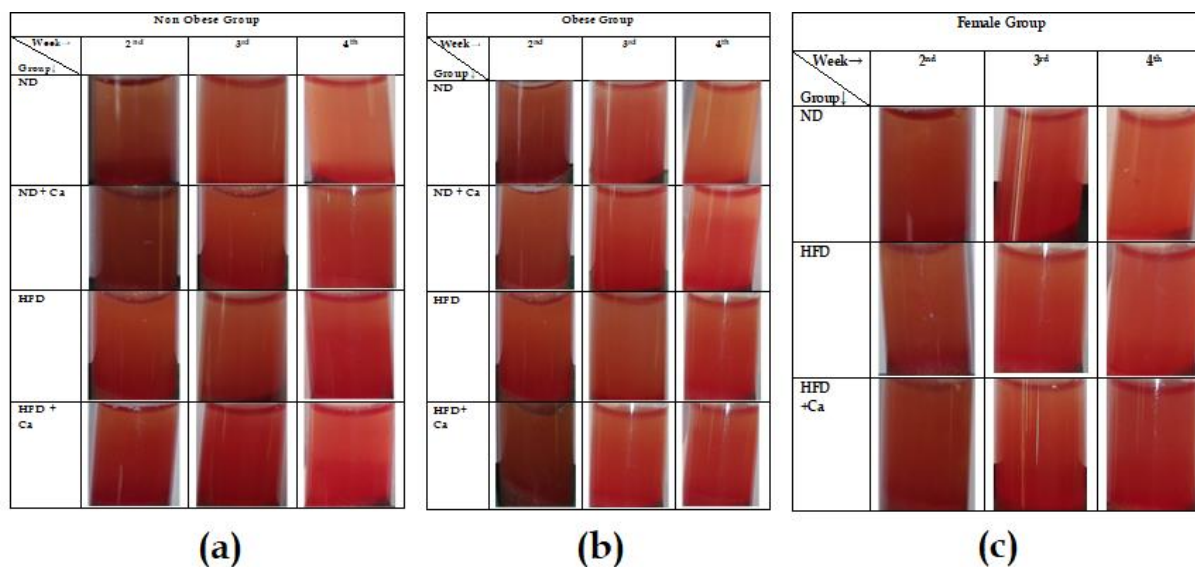 Non Obese Group
Week→ 2nd 3rd 4th
Group↓
ND
ND + Ca
HFD
HFD +
Ca
(a)
Obese Group
Week→ 2nd 3rd 4th
Group↓
ND
ND + Ca
HFD
HFD+
Ca
(b)
Female Group
Week→ 2nd 3rd 4th
Group↓
ND
HFD
HFD
+Ca
(c)